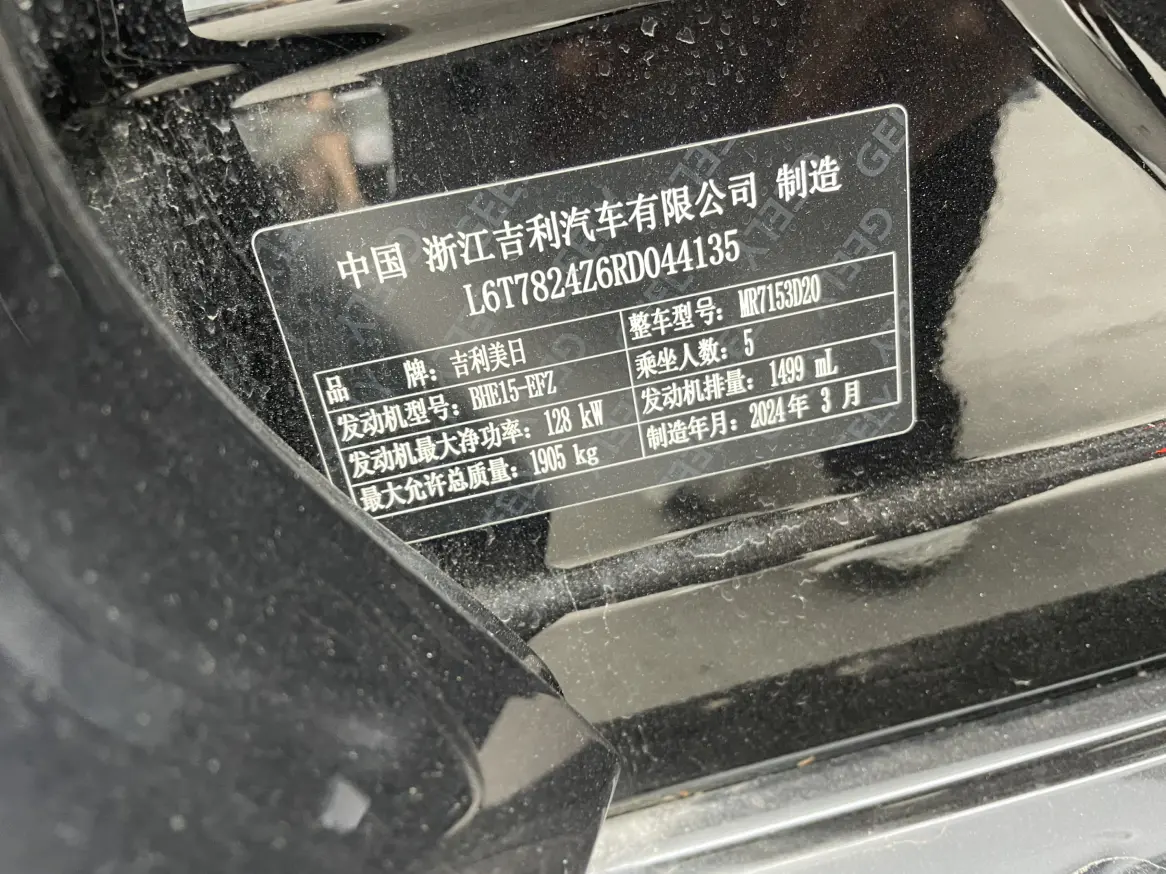 中国 浙江吉利汽车有限公司 制造
L6T7824Z6RD044135
品 牌：吉利美日 整车型号：MR7153D20
发动机型号：BHE15-EFZ 乘坐人数：5
发动机最大净功率：128 kW 发动机排量：1499 mL
最大允许总质量：1905 kg 制造年月：2024年 3 月
GEELY